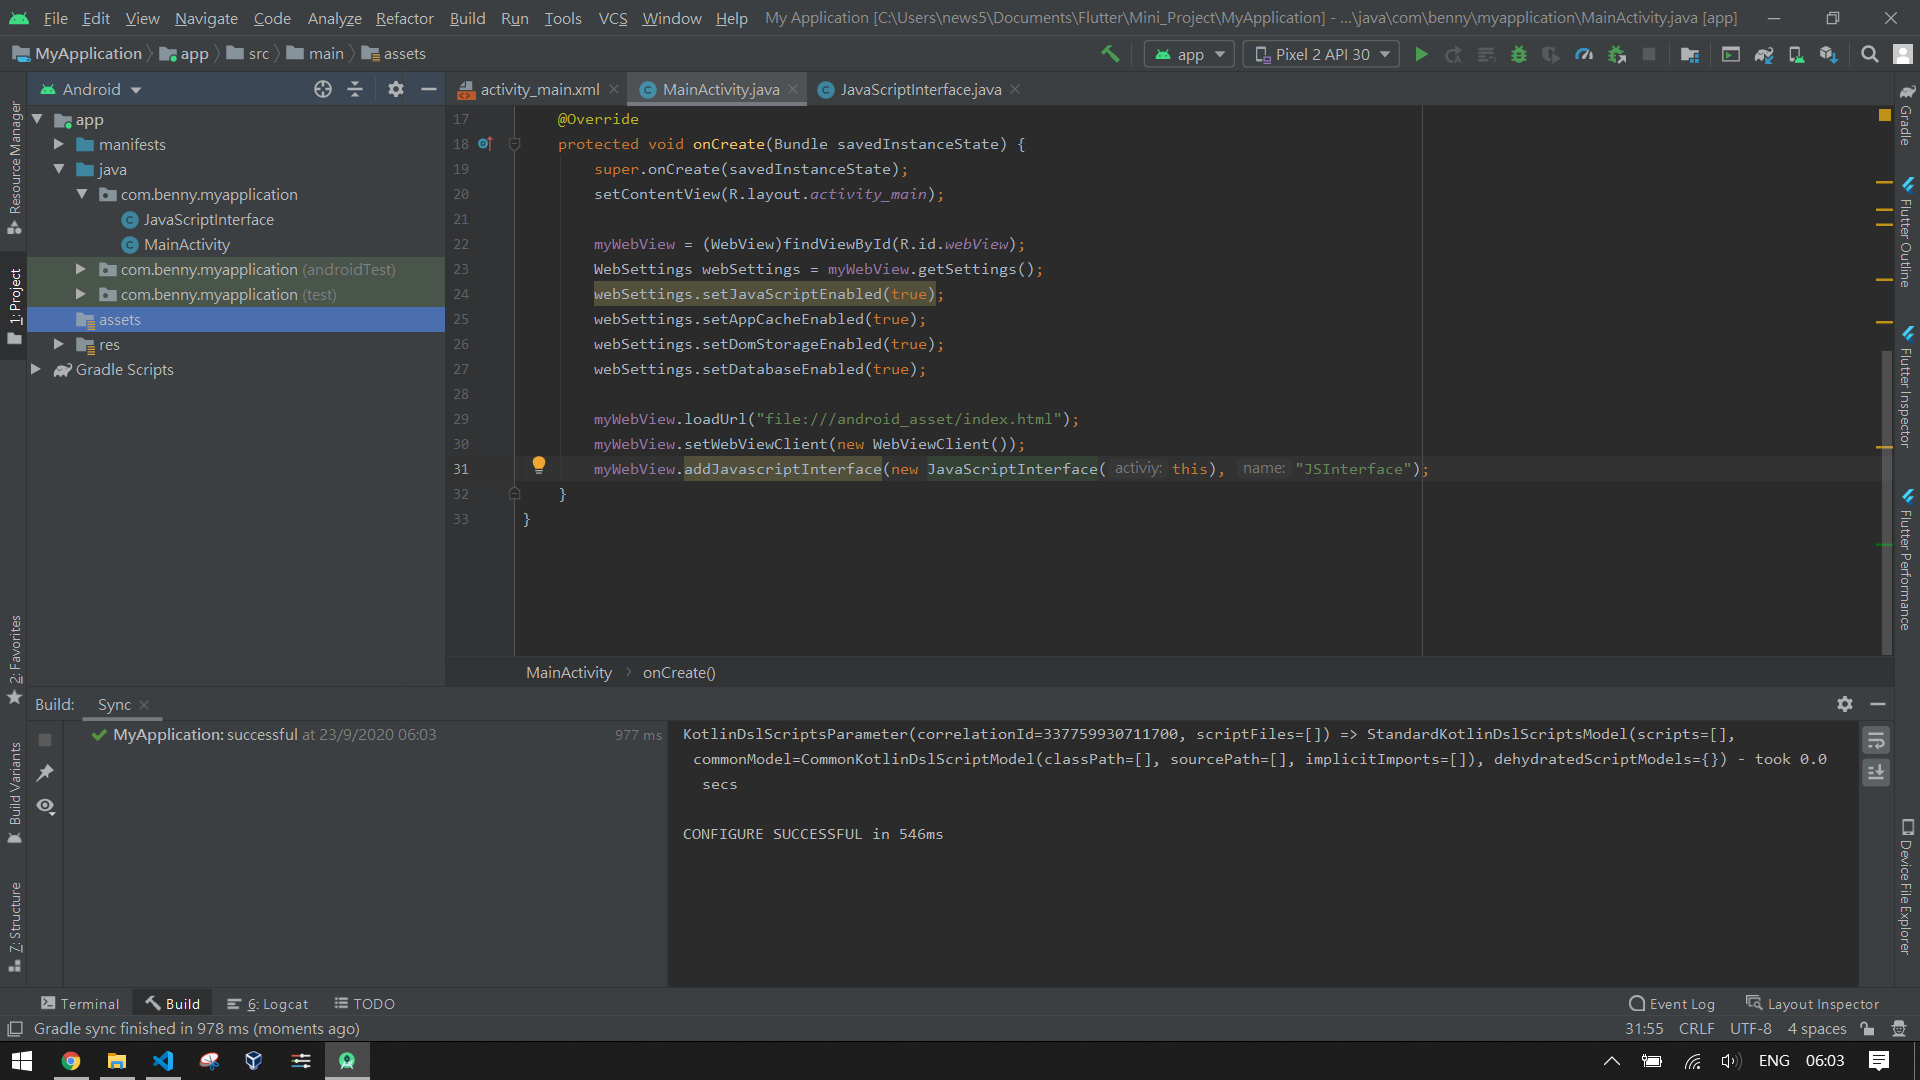 File Edit View Navigate Code Analyze Refactor Build Run Tools VCS Window Help My Application [C:\Users\news5\Documents\Flutter\Mini_Project\MyApplication] - ...\java\com\benny\myapplication\MainActivity.java [app]
MyApplication app src main assets app Pixel 2 API 30
Android
activity_main.xml MainActivity.java JavaScriptInterface.java
app
manifests
java
com.benny.myapplication
JavaScriptInterface
MainActivity
com.benny.myapplication (androidTest)
com.benny.myapplication (test)
assets
res
Gradle Scripts
Resource Manager
1: Project
2: Favorites
Build Variants
7: Structure
17 @Override
18 protected void onCreate(Bundle savedInstanceState) {
19 super.onCreate(savedInstanceState);
20 setContentView(R.layout.activity_main);
21
22 myWebView = (WebView)findViewById(R.id.webView);
23 WebSettings webSettings = myWebView.getSettings();
24 webSettings.setJavaScriptEnabled(true);
25 webSettings.setAppCacheEnabled(true);
26 webSettings.setDomStorageEnabled(true);
27 webSettings.setDatabaseEnabled(true);
28
29 myWebView.loadUrl("file:///android_asset/index.html");
30 myWebView.setWebViewClient(new WebViewClient());
31 myWebView.addJavascriptInterface(new JavaScriptInterface( activiy: this), name: "JSInterface");
32 }
33 }
MainActivity onCreate()
Gradle
Flutter Outline
Flutter Inspector
Flutter Performance
Device File Explorer
Build: Sync
MyApplication: successful at 23/9/2020 06:03 977 ms
KotlinDslScriptsParameter(correlationId=337759930711700, scriptFiles=[]) => StandardKotlinDslScriptsModel(scripts=[],
commonModel=CommonKotlinDslScriptModel(classPath=[], sourcePath=[], implicitImports=[]), dehydratedScriptModels={}) - took 0.0
secs
CONFIGURE SUCCESSFUL in 546ms
Terminal Build 6: Logcat TODO Event Log Layout Inspector
Gradle sync finished in 978 ms (moments ago) 31:55 CRLF UTF-8 4 spaces
ENG 06:03